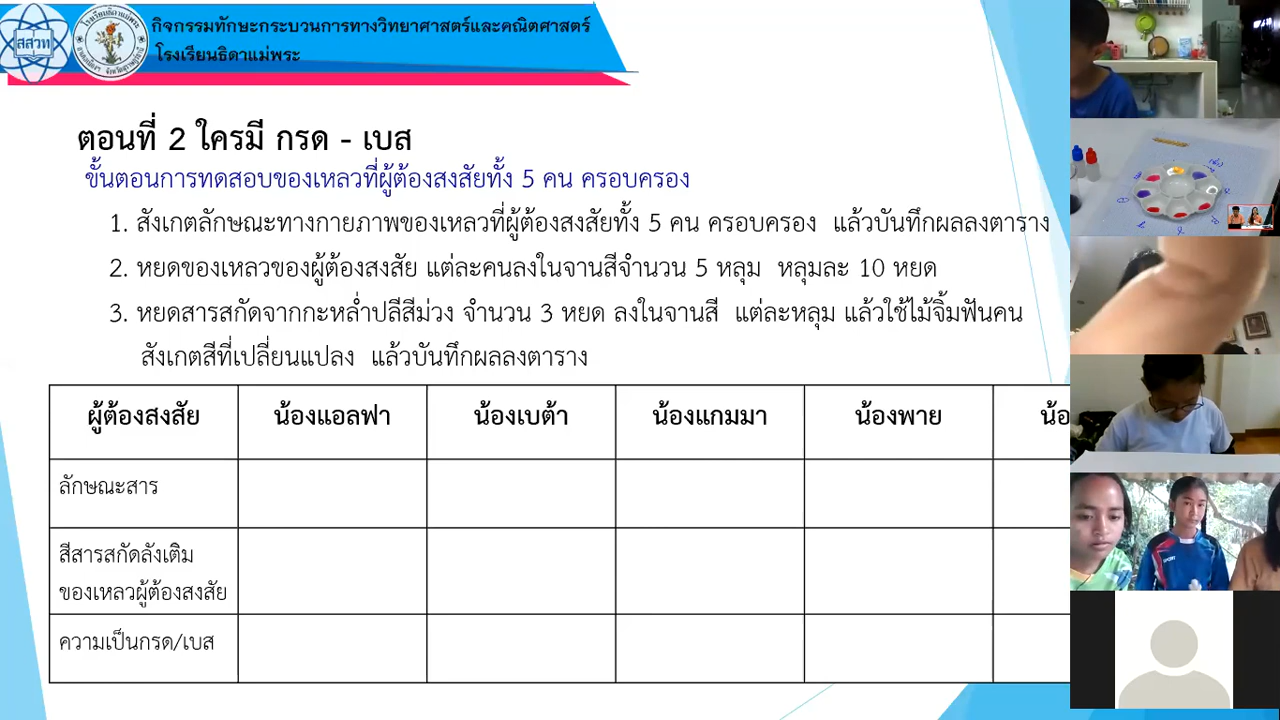 สสวท
กิจกรรมทักษะกระบวนการทางวิทยาศาสตร์และคณิตศาสตร์
โรงเรียนธิดาแม่พระ
ตอนที่ 2 ใครมี กรด - เบส
ขั้นตอนการทดสอบของเหลวที่ผู้ต้องสงสัยทั้ง 5 คน ครอบครอง
1. สังเกตลักษณะทางกายภาพของเหลวที่ผู้ต้องสงสัยทั้ง 5 คน ครอบครอง แล้วบันทึกผลลงตาราง
2. หยดของเหลวของผู้ต้องสงสัย แต่ละคนลงในจานสีจำนวน 5 หลุม หลุมละ 10 หยด
3. หยดสารสกัดจากกะหล่ำปลีสีม่วง จำนวน 3 หยด ลงในจานสี แต่ละหลุม แล้วใช้ไม้จิ้มฟันคน
สังเกตสีที่เปลี่ยนแปลง แล้วบันทึกผลลงตาราง
ผู้ต้องสงสัย น้องแอลฟา น้องเบต้า น้องแกมมา น้องพาย
ลักษณะสาร
สีสารสกัดลังเติม
ของเหลวผู้ต้องสงสัย
ความเป็นกรด/เบส